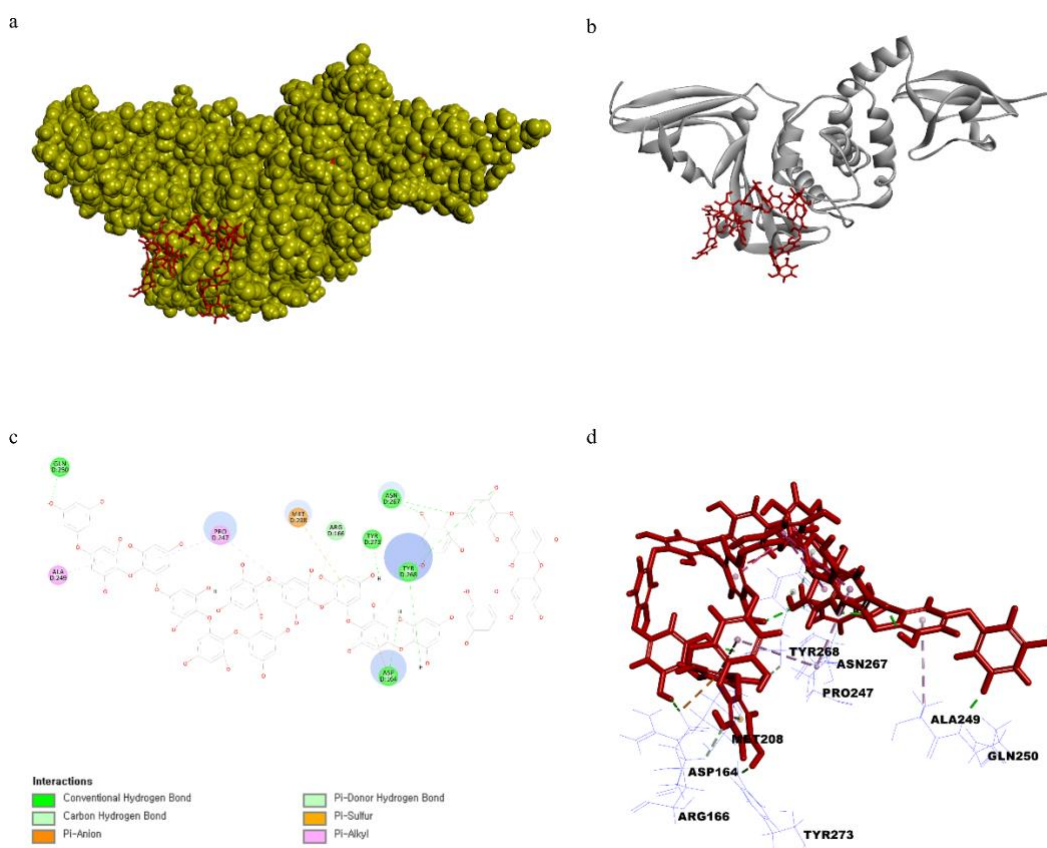 a
b
c
GLN
D:250
ASN
D:267
MET
D:208
ARG
D:166
PRO
D:247
TYR
D:273
TYR
D:268
ALA
D:249
ASP
D:164
Interactions
Conventional Hydrogen Bond
Carbon Hydrogen Bond
Pi-Anion
Pi-Donor Hydrogen Bond
Pi-Sulfur
Pi-Alkyl
d
TYR268
ASN267
PRO247
ALA249
MET208
GLN250
ASP164
ARG166
TYR273